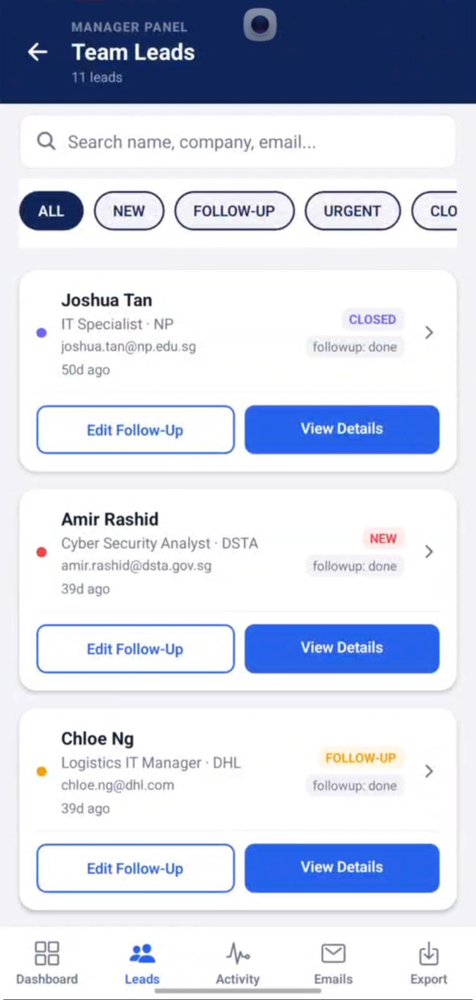 MANAGER PANEL
Team Leads
11 leads
Search name, company, email...
ALL
NEW
FOLLOW-UP
URGENT
CLO
Joshua Tan
IT Specialist · NP
joshua.tan@np.edu.sg
50d ago
CLOSED
followup: done
Edit Follow-Up
View Details
Amir Rashid
Cyber Security Analyst · DSTA
amir.rashid@dsta.gov.sg
39d ago
NEW
followup: done
Edit Follow-Up
View Details
Chloe Ng
Logistics IT Manager · DHL
chloe.ng@dhl.com
39d ago
FOLLOW-UP
followup: done
Edit Follow-Up
View Details
Dashboard
Leads
Activity
Emails
Export